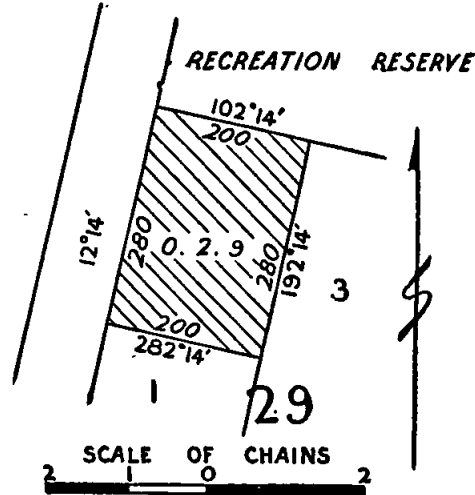 RECREATION RESERVE
102°14'
200
12°14'
280
0. 2. 9
280
192°14'
3
200
282°14'
1
29
SCALE OF CHAINS
2 1 0 2